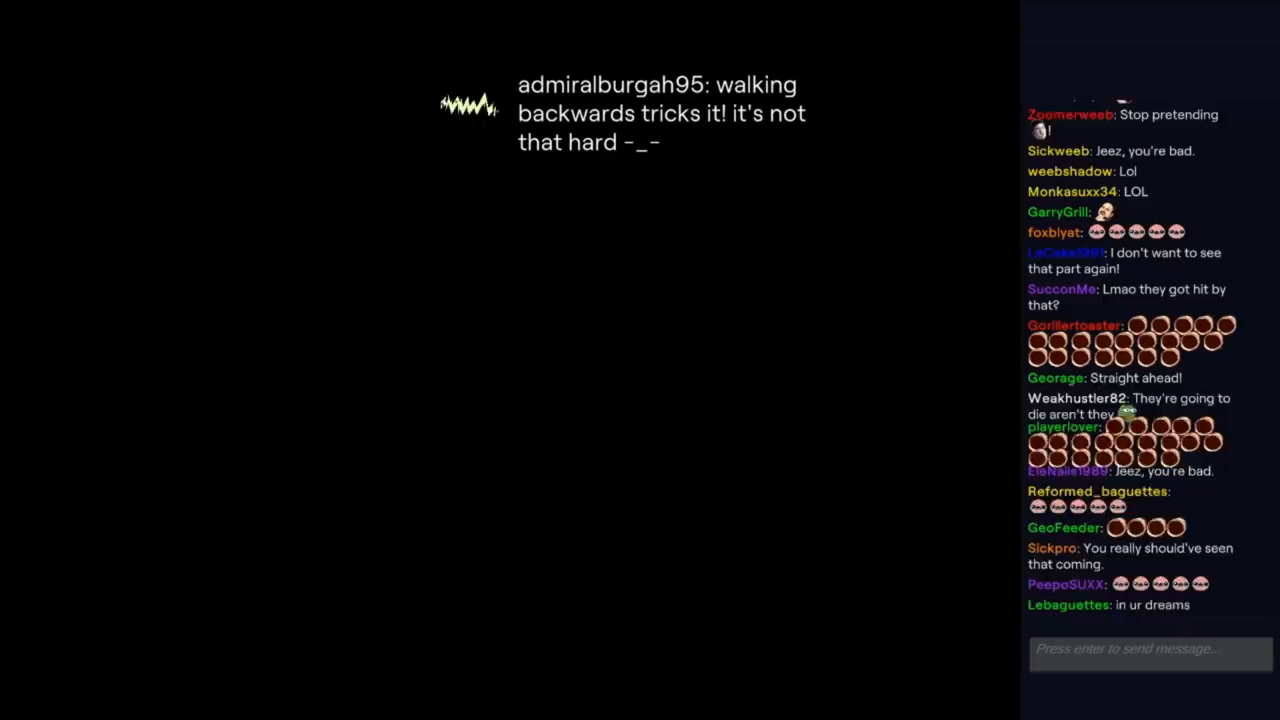 admiralburgah95: walking
backwards tricks it! it's not
that hard -_-
Zoomerweeb: Stop pretending
!
Sickweeb: Jeez, you're bad.
weebshadow: Lol
Monkasuxx34: LOL
GarryGrill:
foxblyat:
LaCake1991: I don't want to see
that part again!
SucconMe: Lmao they got hit by
that?
Gorillertoaster:
Georage: Straight ahead!
Weakhustler82: They're going to
die aren't they
playerlover:
EleNails1989: Jeez, you're bad.
Reformed_baguettes:
GeoFeeder:
Sickpro: You really should've seen
that coming.
PeepoSUXX:
Lebaguettes: in ur dreams
Press enter to send message...